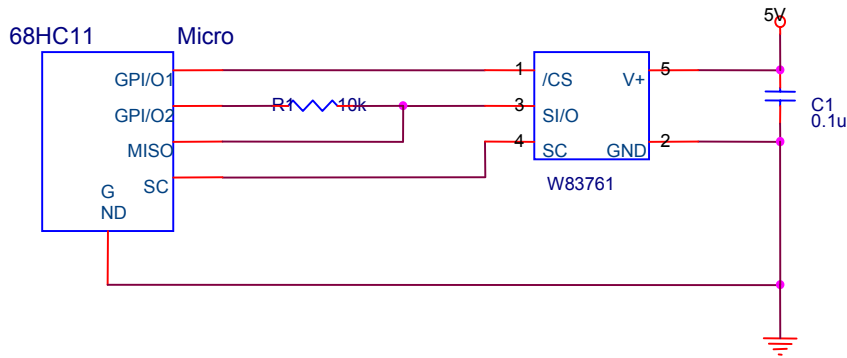 5V
68HC11 Micro
GPI/O1
1
/CS
V+
5
GPI/O2
R1
10k
3
SI/O
C1
0.1u
MISO
4
SC
GND
2
SC
G
ND
W83761